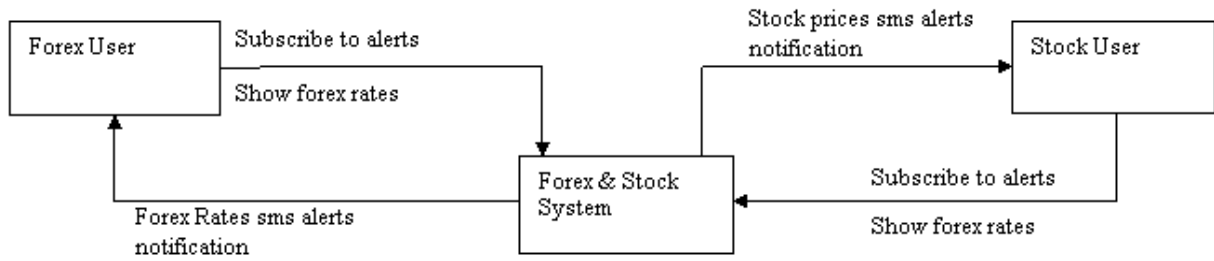 Forex User
Subscribe to alerts
Show forex rates
Stock prices sms alerts
notification
Stock User
Forex & Stock
System
Forex Rates sms alerts
notification
Subscribe to alerts
Show forex rates